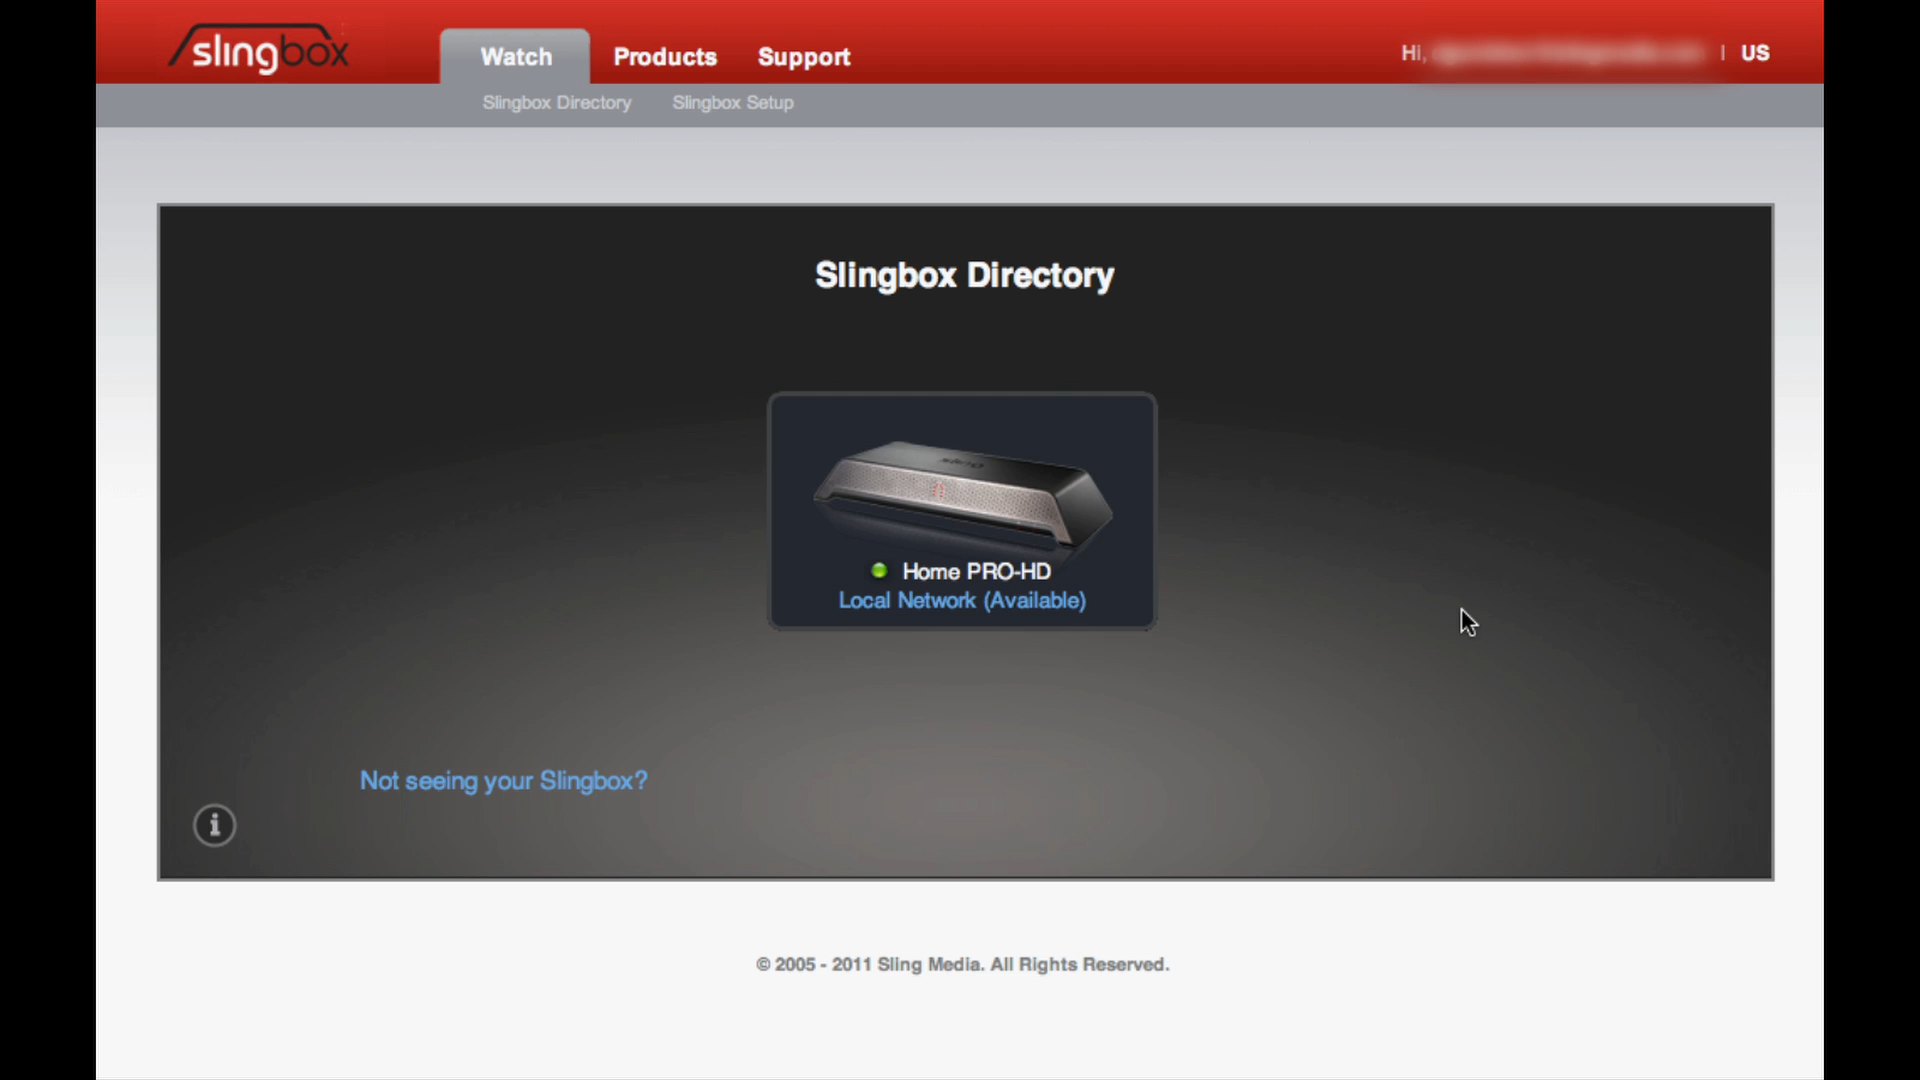 slingbox
Watch Products Support
Hi, | US
Slingbox Directory Slingbox Setup
Slingbox Directory
sling
Home PRO-HD
Local Network (Available)
Not seeing your Slingbox?
i
© 2005 - 2011 Sling Media. All Rights Reserved.